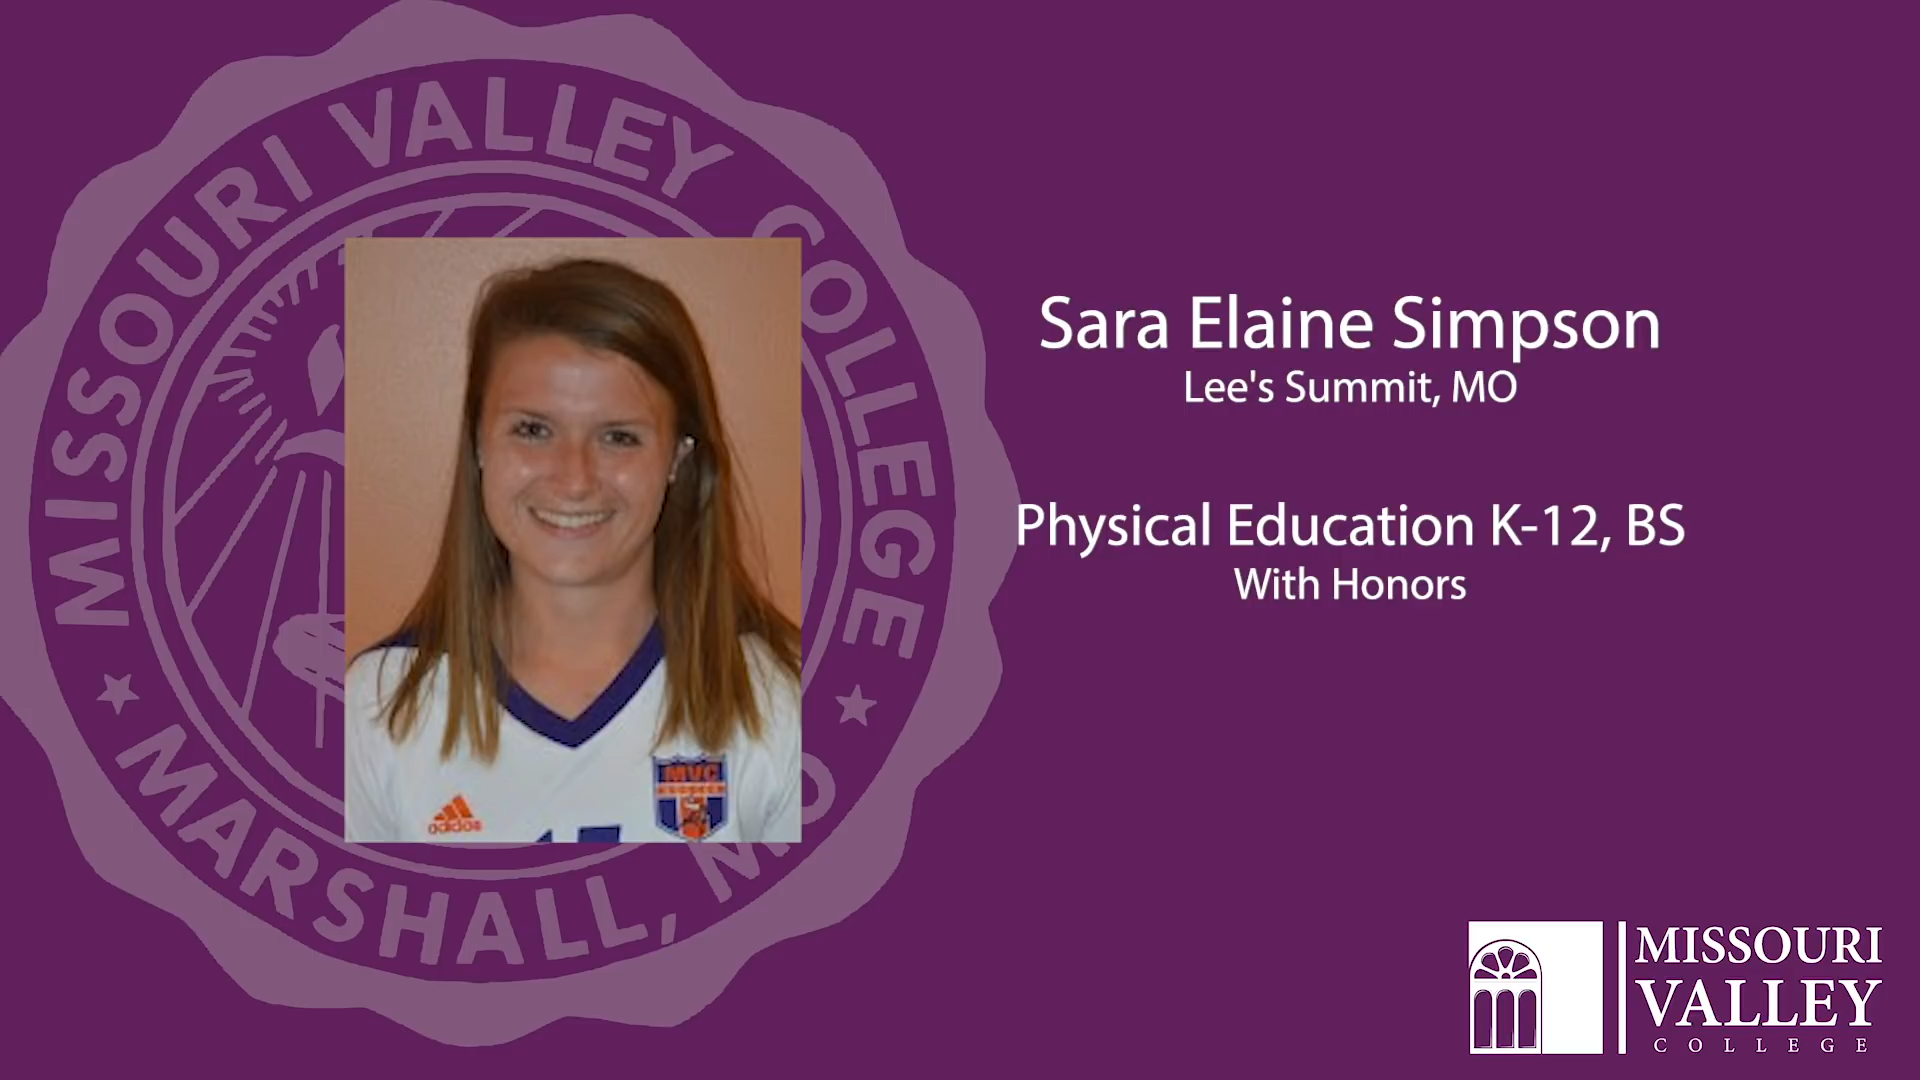 MISSOURI VALLEY COLLEGE
MARSHALL, MO
Sara Elaine Simpson
Lee's Summit, MO
Physical Education K-12, BS
With Honors
MVC
adidas
MISSOURI
VALLEY
COLLEGE